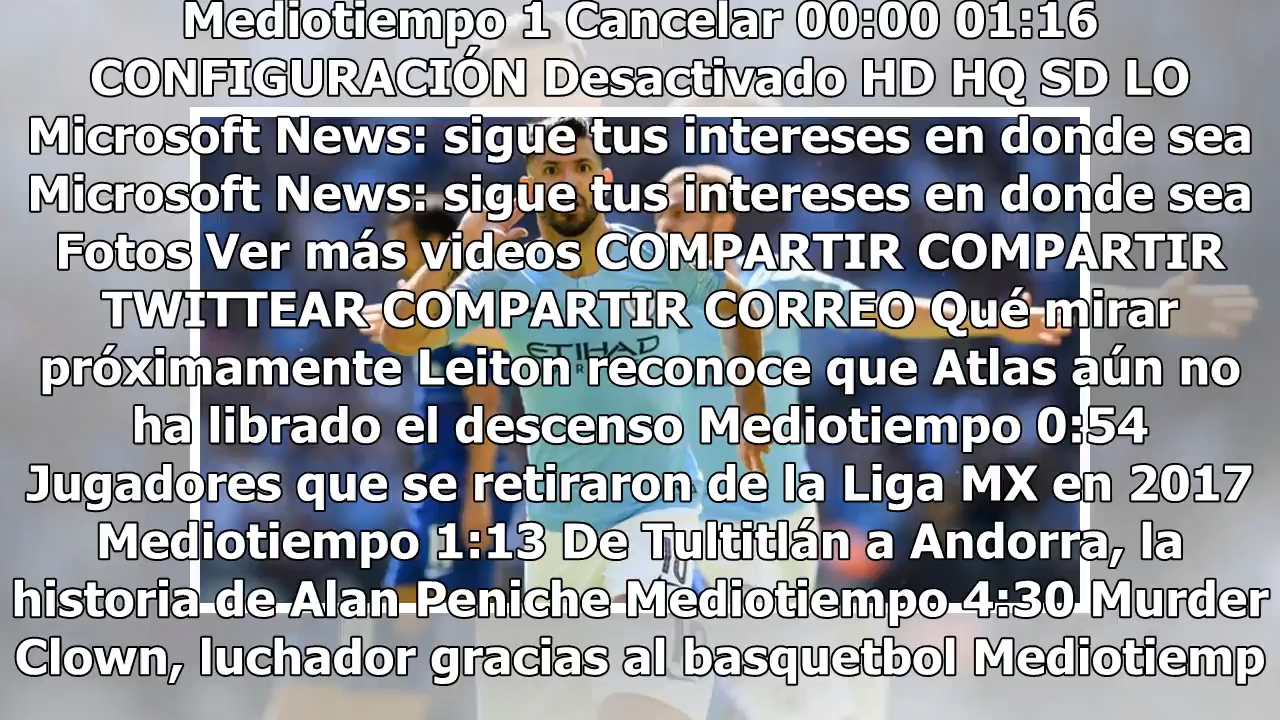 Mediotiempo 1 Cancelar 00:00 01:16
CONFIGURACIÓN Desactivado HD HQ SD LO
Microsoft News: sigue tus intereses en donde sea
Microsoft News: sigue tus intereses en donde sea
Fotos Ver más videos COMPARTIR COMPARTIR
TWITTEAR COMPARTIR CORREO Qué mirar
próximamente Leiton reconoce que Atlas aún no
ha librado el descenso Mediotiempo 0:54
Jugadores que se retiraron de la Liga MX en 2017
Mediotiempo 1:13 De Tultitlán a Andorra, la
historia de Alan Peniche Mediotiempo 4:30 Murder
Clown, luchador gracias al basquetbol Mediotiemp
ETIHAD
10